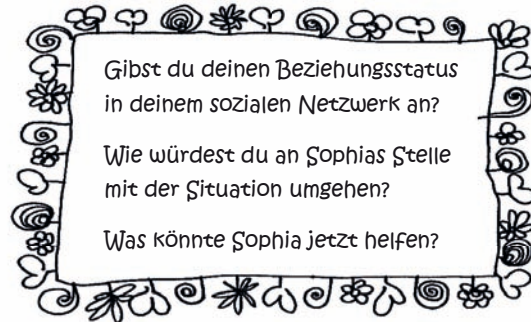 Gibst du deinen Beziehungsstatus
in deinem sozialen Netzwerk an?
Wie würdest du an Sophias Stelle
mit der Situation umgehen?
Was könnte Sophia jetzt helfen?